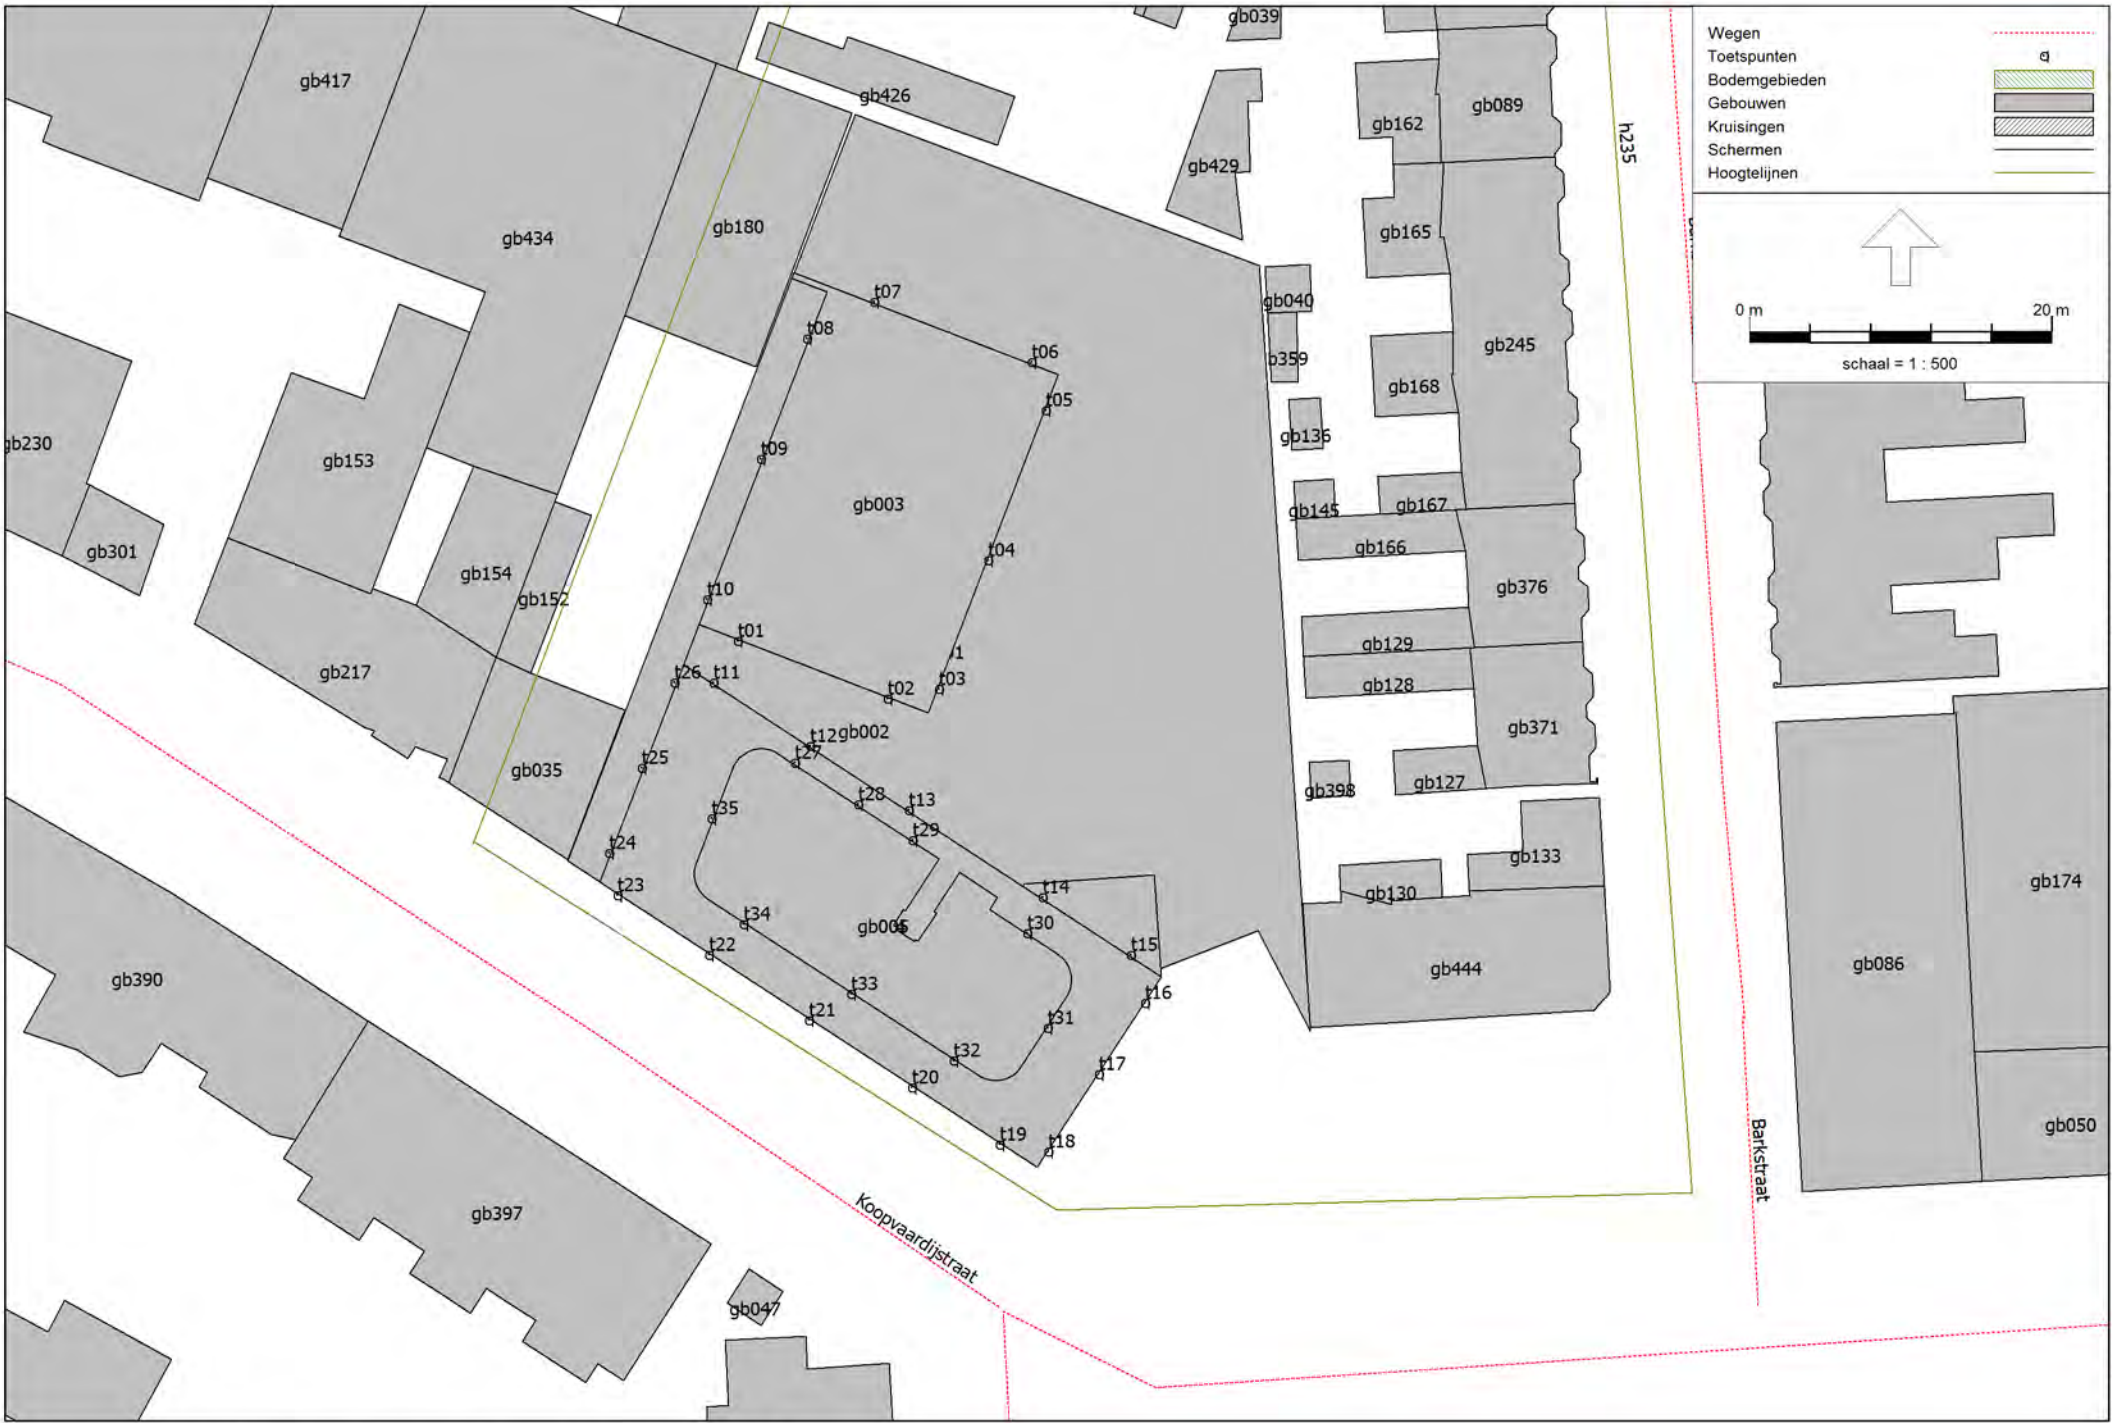 Wegen
Toetspunten
Bodemgebieden
Gebouwen
Kruisingen
Schermen
Hoogtelijnen
0 m 20 m
schaal = 1 : 500
gb039
gb417
gb426
gb089
gb162
h235
gb429
gb434
gb180
gb165
t07
gb040
t08
gb245
t06
b359
gb168
t05
gb136
gb230
gb153
t09
gb003
gb145
gb167
gb301
t04
gb166
gb154
gb376
gb152
t10
t01
gb129
gb217
t26
t11
t02
t03
gb128
t12
gb002
gb371
t27
t25
gb035
gb398
gb127
t28
t13
t35
t29
t24
gb133
t23
t14
gb130
gb174
t34
t30
t22
t15
gb444
gb086
gb390
t33
t16
t21
t31
t32
t17
t20
gb050
t19
t18
Barkstraat
gb397
Koopvaardijstraat
gb047